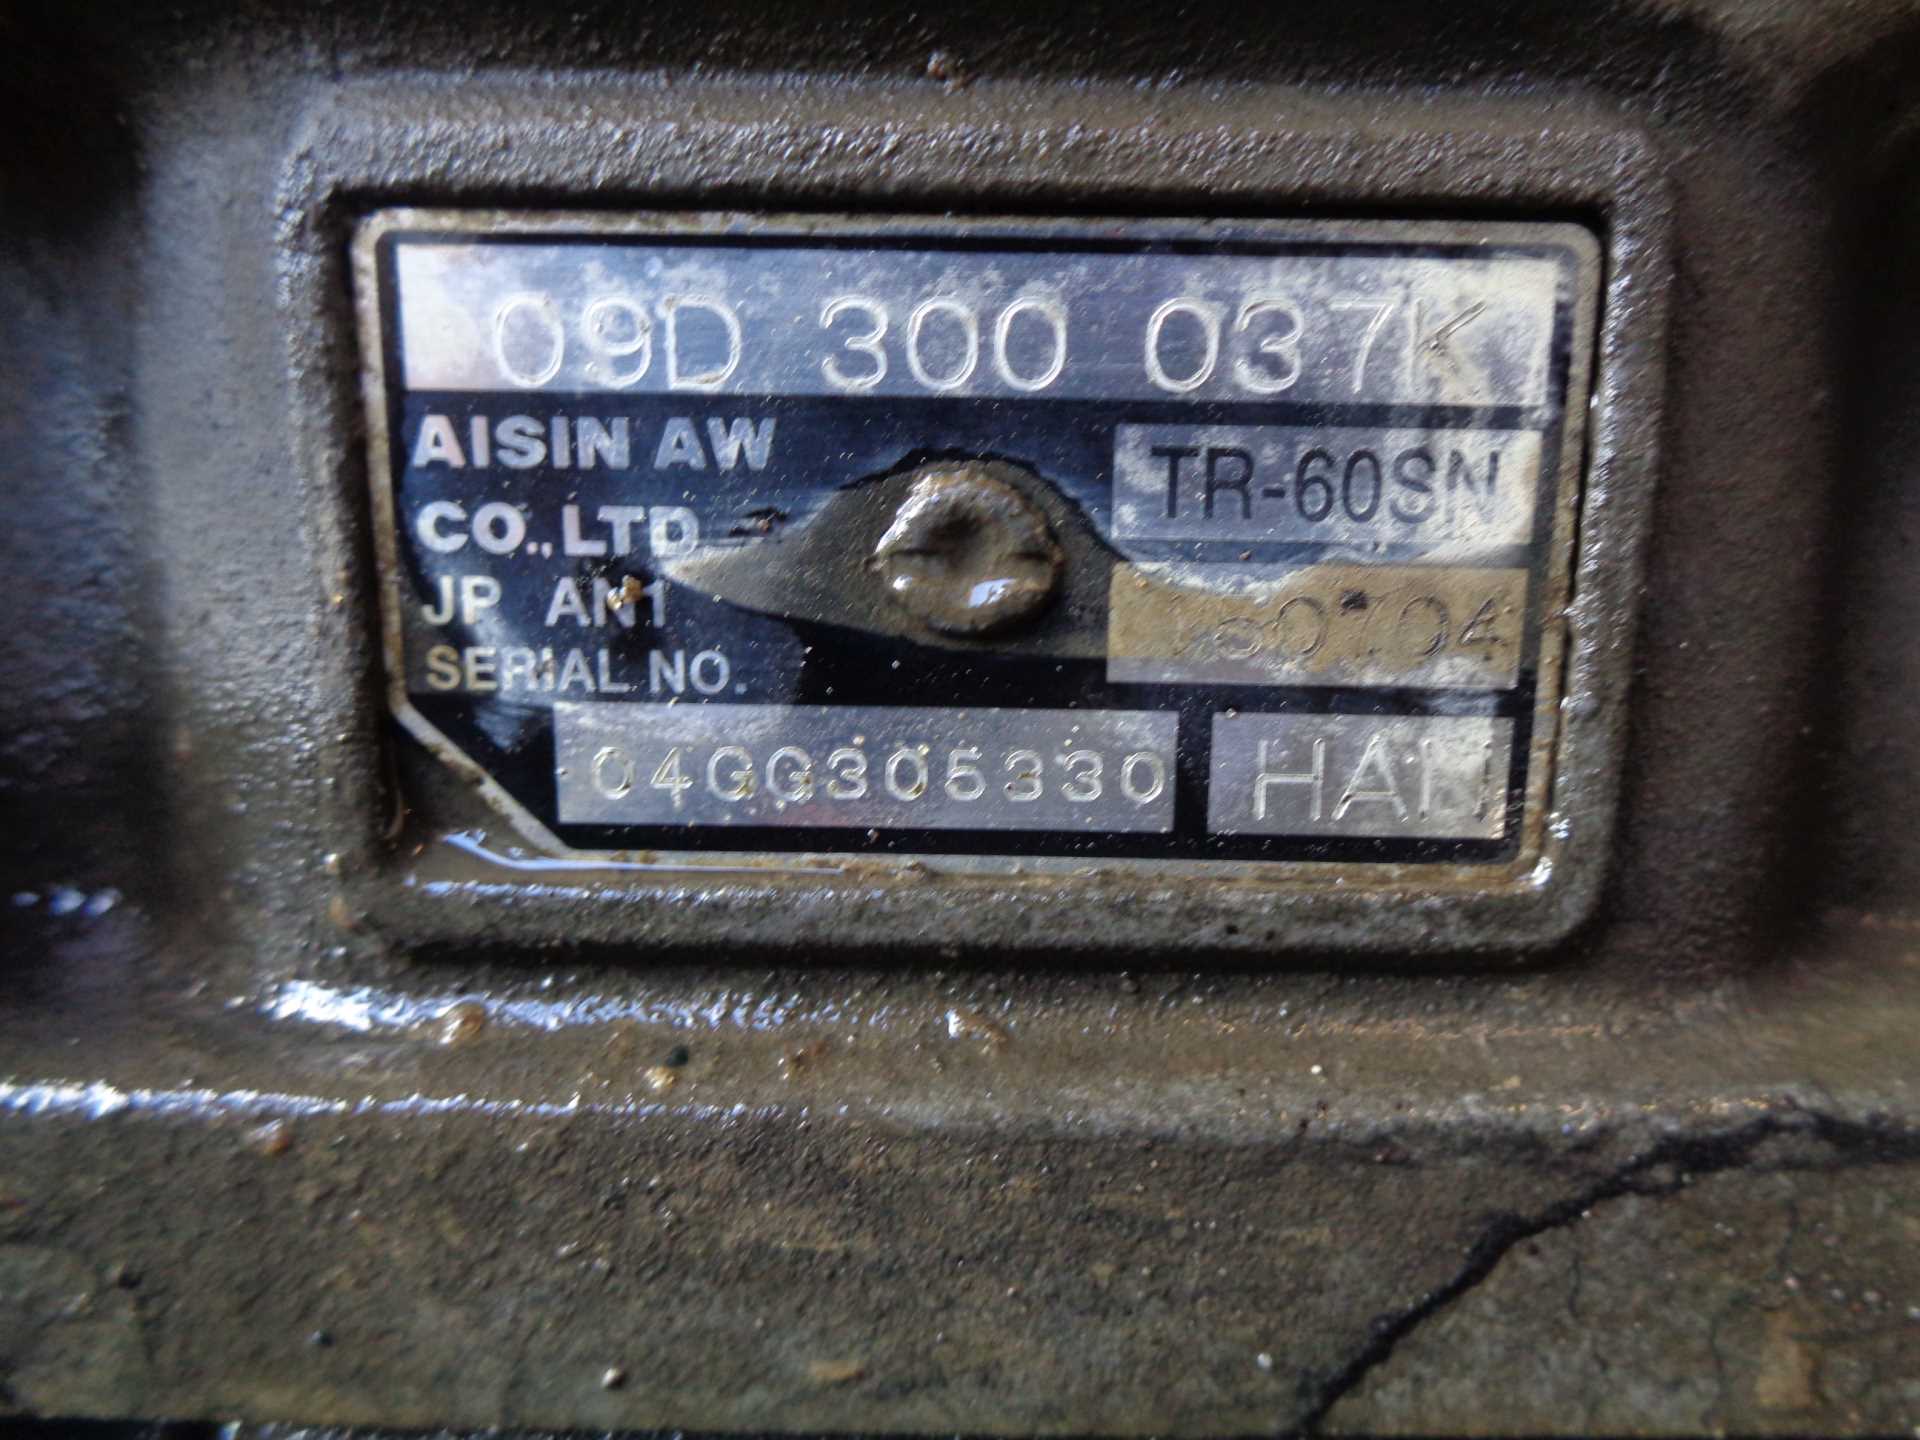 09D 300 037K
AISIN AW
CO.,LTD
TR-60SN
JP AN1
SERIAL NO.
04GG305330 HAN